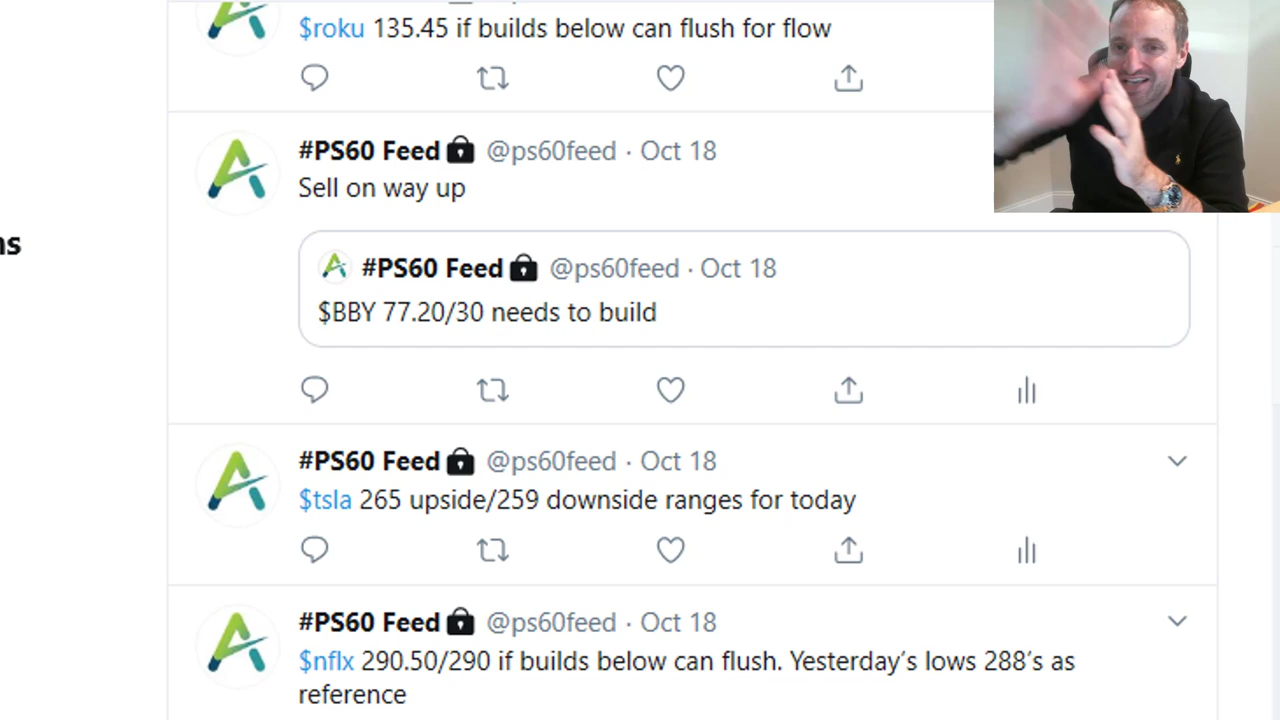 $roku 135.45 if builds below can flush for flow
#PS60 Feed @ps60feed · Oct 18
Sell on way up
#PS60 Feed @ps60feed · Oct 18
$BBY 77.20/30 needs to build
ns
#PS60 Feed @ps60feed · Oct 18
$tsla 265 upside/259 downside ranges for today
#PS60 Feed @ps60feed · Oct 18
$nflx 290.50/290 if builds below can flush. Yesterday's lows 288's as
reference